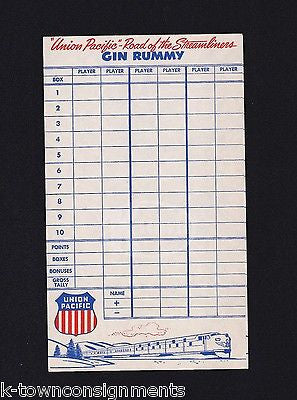 "Union Pacific"-Road of the Streamliners
GIN RUMMY
PLAYER PLAYER PLAYER PLAYER PLAYER PLAYER
BOX
1
2
3
4
5
6
7
8
9
10
POINTS
BOXES
BONUSES
GROSS
TALLY
NAME
+
−
UNION
PACIFIC
k-townconsignments